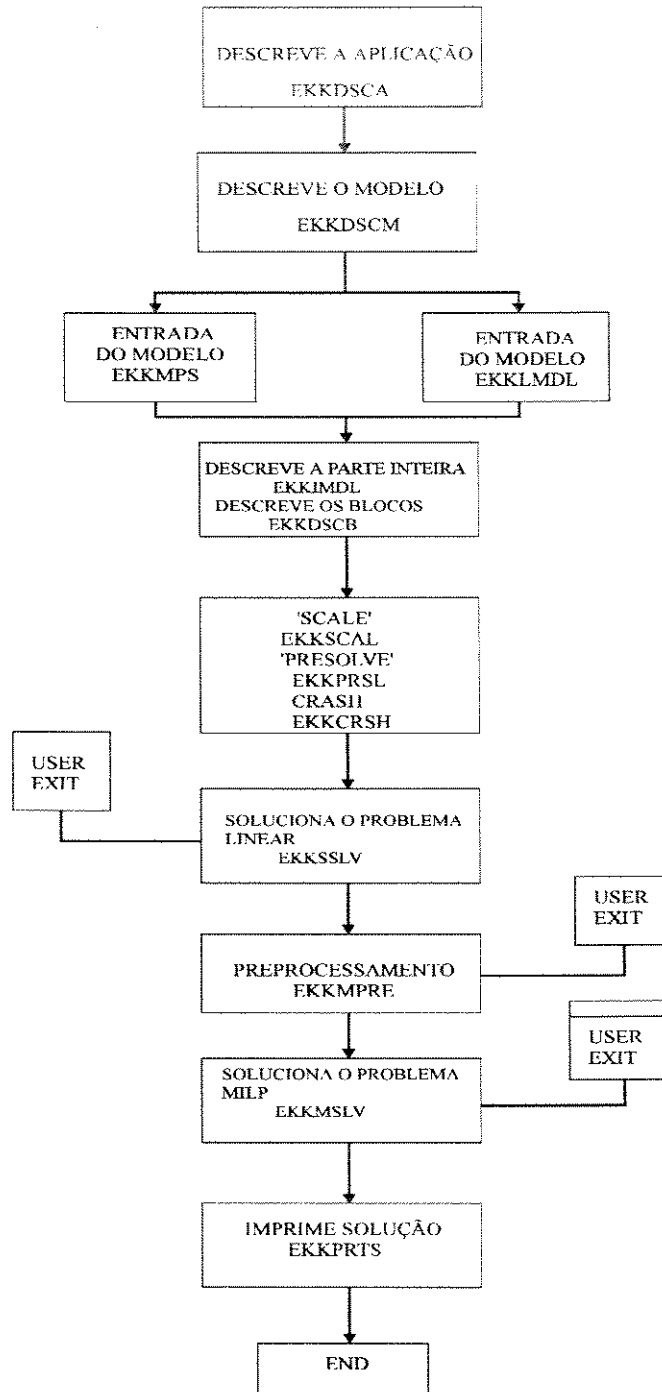 DESCREVE A APLICAÇÃO
EKKDSCA
DESCREVE O MODELO
EKKDSCM
ENTRADA
DO MODELO
EKKMPS
ENTRADA
DO MODELO
EKKLMDL
DESCREVE A PARTE INTEIRA
EKKIMDL
DESCREVE OS BLOCOS
EKKDSCB
'SCALE'
EKKSCAL
'PRESOLVE'
EKKPRSL
CRASH
EKKCRSH
USER
EXIT
SOLUCIONA O PROBLEMA
LINEAR
EKKSSLV
USER
EXIT
PREPROCESSAMENTO
EKKMPRE
USER
EXIT
SOLUCIONA O PROBLEMA
MILP
EKKMSLV
IMPRIME SOLUÇÃO
EKKPRTS
END